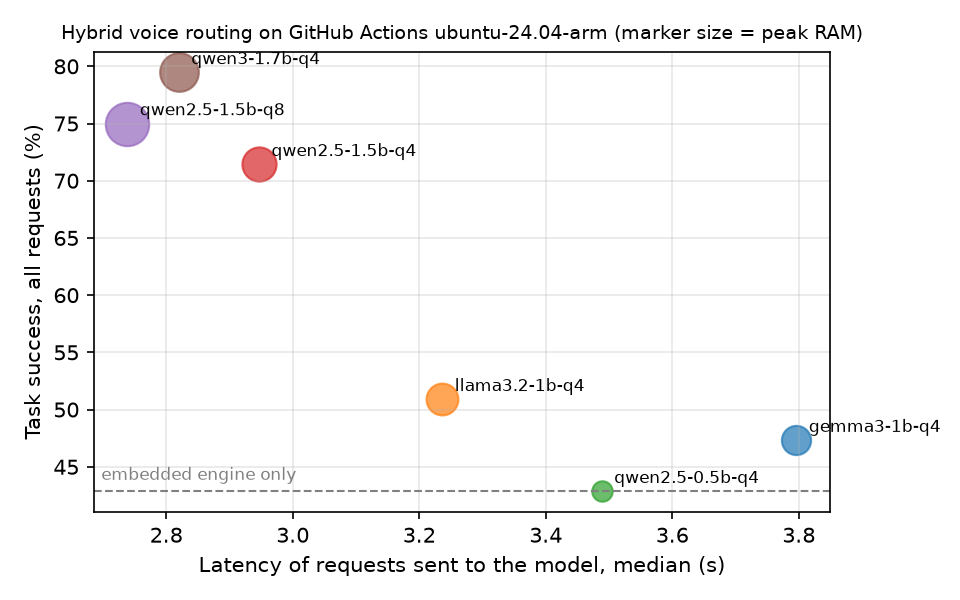 Hybrid voice routing on GitHub Actions ubuntu-24.04-arm (marker size = peak RAM)
Task success, all requests (%)
80
75
70
65
60
55
50
45
qwen3-1.7b-q4
qwen2.5-1.5b-q8
qwen2.5-1.5b-q4
llama3.2-1b-q4
gemma3-1b-q4
embedded engine only
qwen2.5-0.5b-q4
2.8 3.0 3.2 3.4 3.6 3.8
Latency of requests sent to the model, median (s)